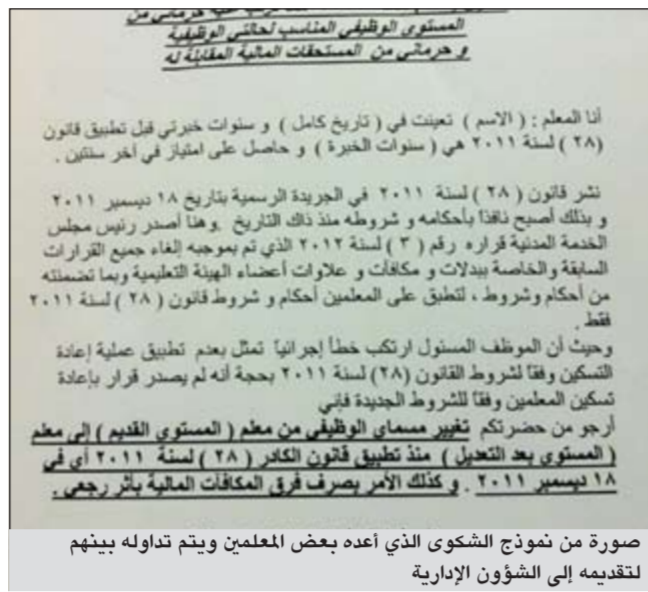 حرماني من
المستوى الوظيفي المناسب لحالتي الوظيفية
و حرماني من المستحقات المالية المقابلة له
أنا المعلم : ( الاسم ) تعينت في ( تاريخ كامل ) و سنوات خبرتي قبل تطبيق قانون
( ٢٨ ) لسنة ٢٠١١ هي ( سنوات الخبرة ) و حاصل على امتياز في آخر سنتين .
نشر قانون ( ٢٨ ) لسنة ٢٠١١ في الجريدة الرسمية بتاريخ ١٨ ديسمبر ٢٠١١
و بذلك أصبح نافذا بأحكامه و شروطه منذ ذاك التاريخ . وهنا أصدر رئيس مجلس
الخدمة المدنية قراره رقم ( ٣ ) لسنة ٢٠١٢ الذي تم بموجبه إلغاء جميع القرارات
السابقة والخاصة ببدلات و مكافآت و علاوات أعضاء الهيئة التعليمية وبما تضمنته
من أحكام وشروط ، لتطبق على المعلمين أحكام و شروط قانون ( ٢٨ ) لسنة ٢٠١١
فقط .
وحيث أن الموظف المسئول ارتكب خطأ إجرائيا تمثل بعدم تطبيق عملية إعادة
التسكين وفقا لشروط القانون (٢٨) لسنة ٢٠١١ بحجة أنه لم يصدر قرار بإعادة
تسكين المعلمين وفقا للشروط الجديدة فإني
أرجو من حضرتكم تغيير مسماي الوظيفي من معلم ( المستوى القديم ) إلى معلم
( المستوى بعد التعديل ) منذ تطبيق قانون الكادر ( ٢٨ ) لسنة ٢٠١١ أي في
١٨ ديسمبر ٢٠١١ . و كذلك الأمر بصرف فرق المكافآت المالية بأثر رجعي .
صورة من نموذج الشكوى الذي أعده بعض المعلمين ويتم تداوله بينهم
لتقديمه إلى الشؤون الإدارية